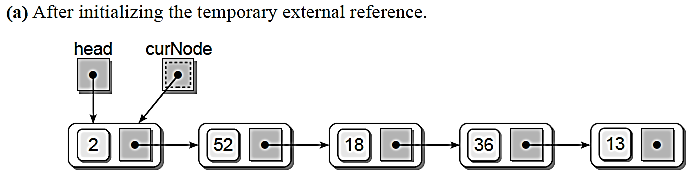 (a) After initializing the temporary external reference.
head curNode
2 52 18 36 13